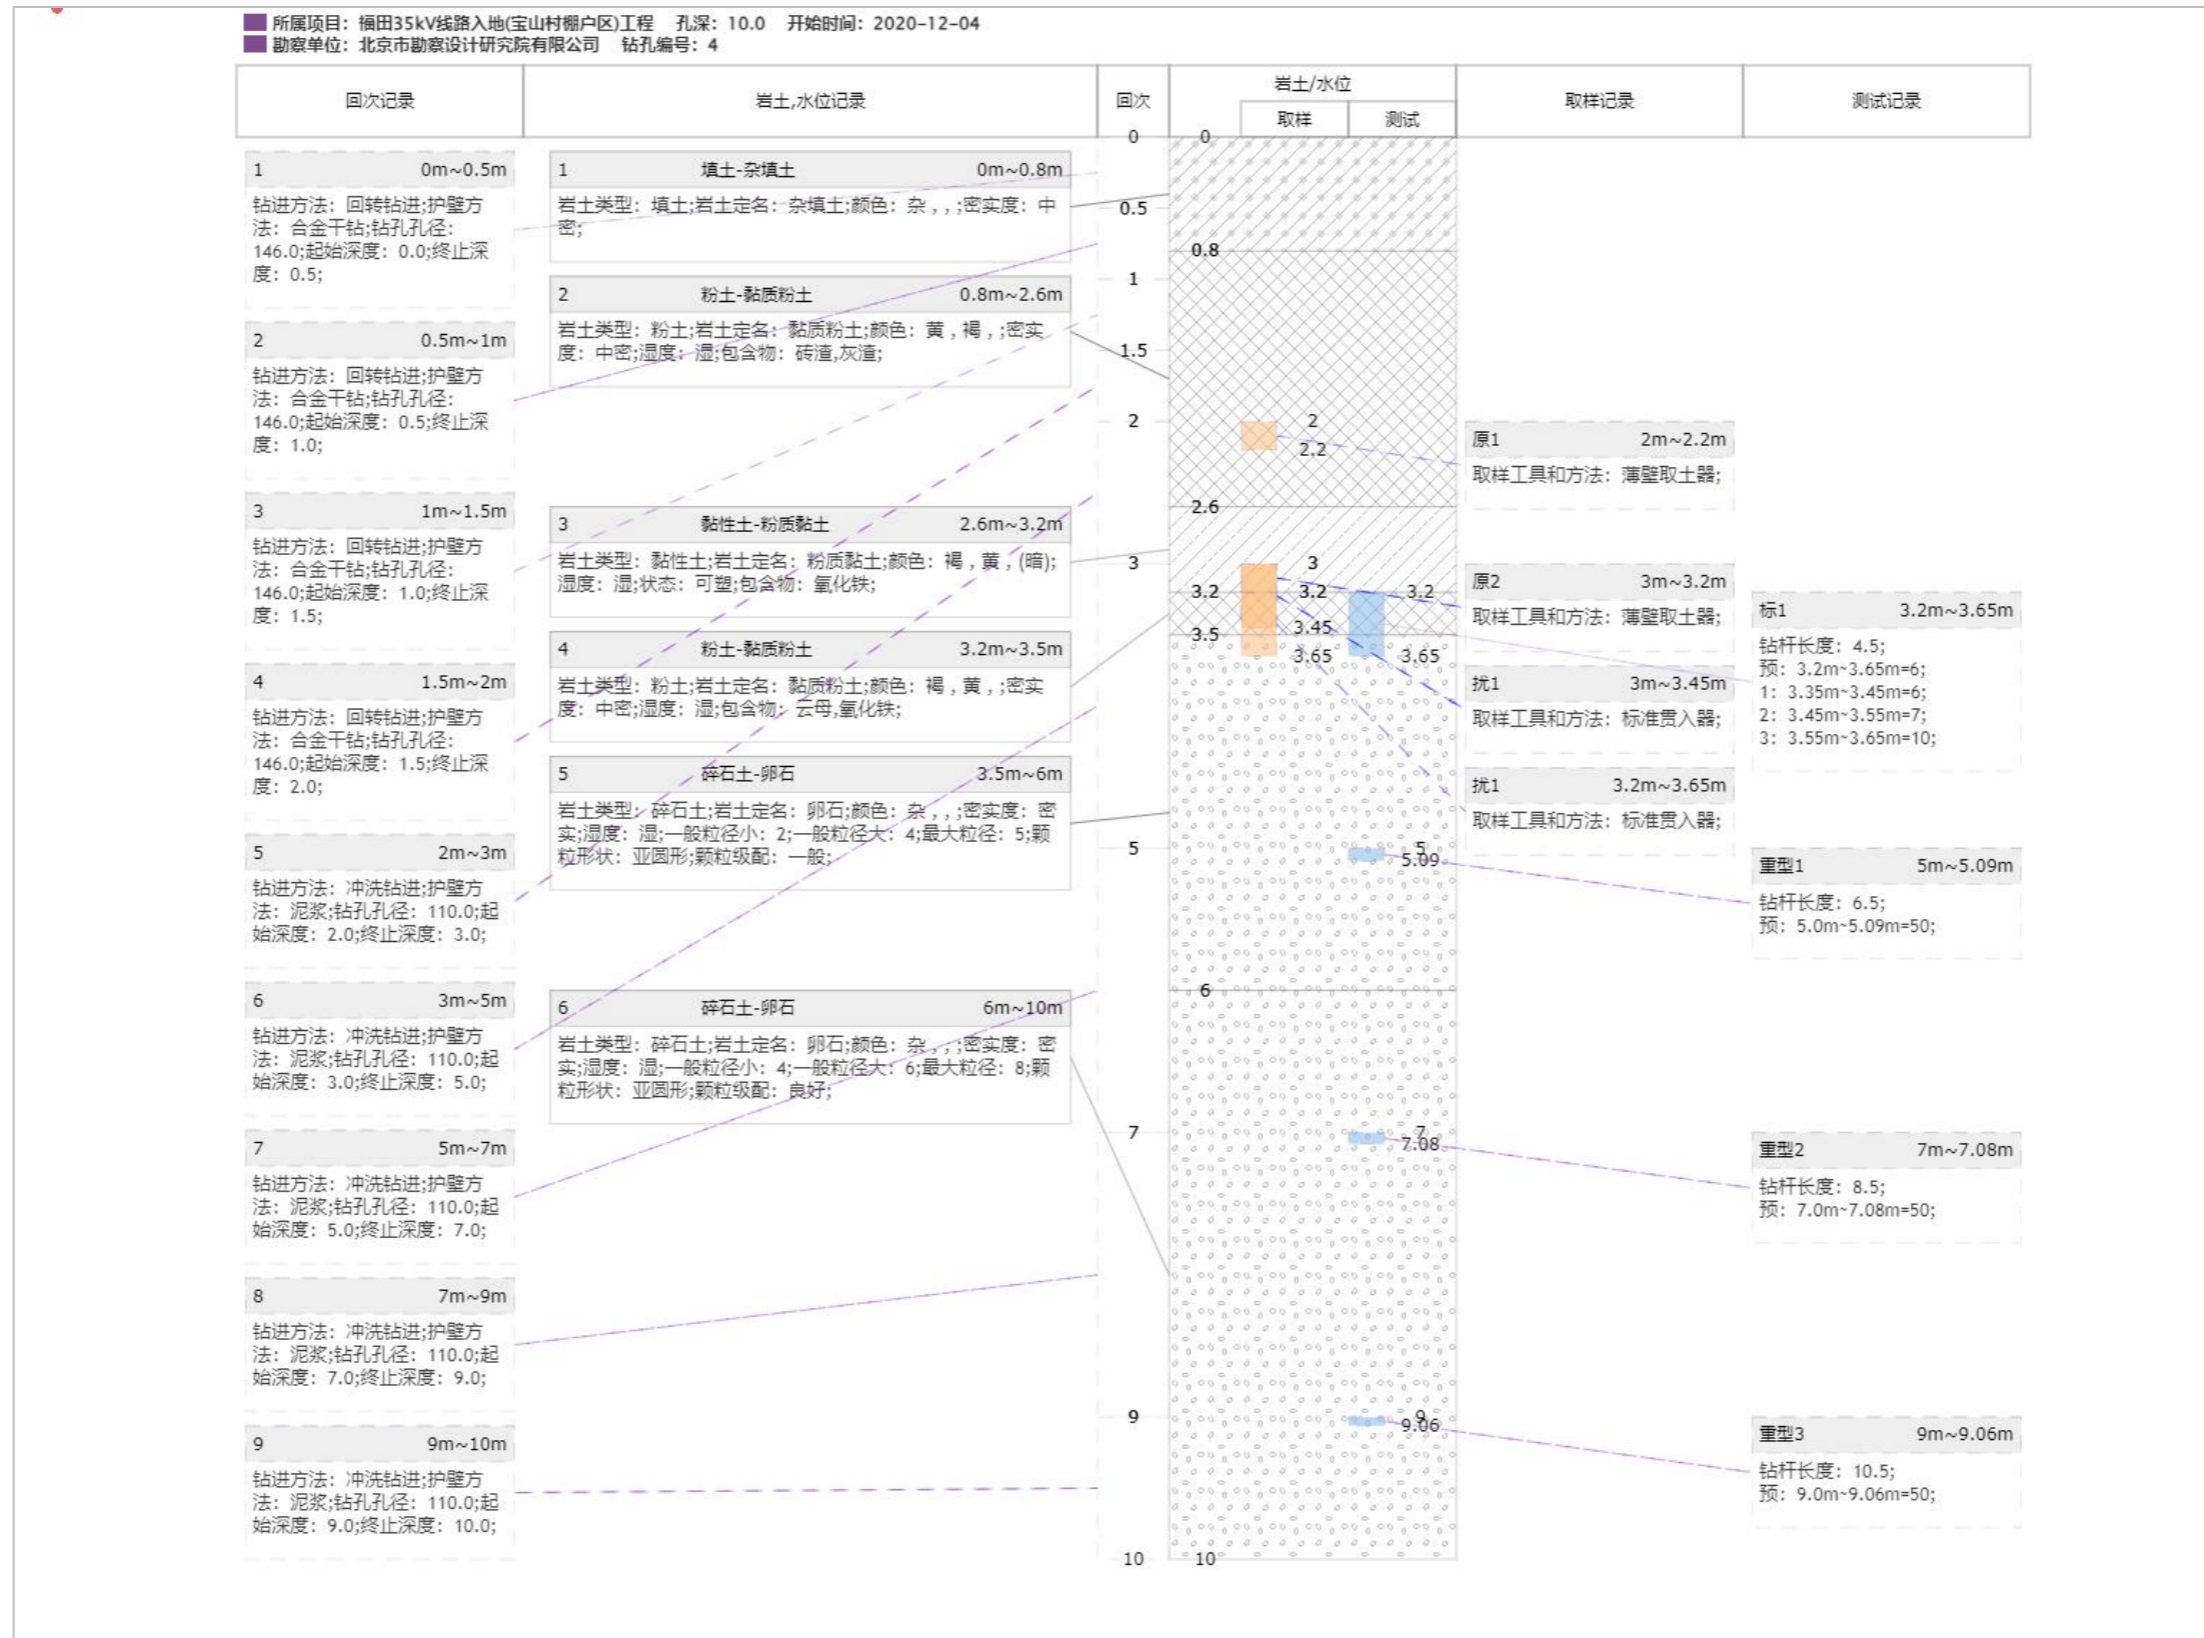 所属项目：福田35kV线路入地(宝山村棚户区)工程 孔深：10.0 开始时间：2020-12-04
勘察单位：北京市勘察设计研究院有限公司 钻孔编号：4
回次记录
岩土,水位记录
回次
岩土/水位
取样
测试
取样记录
测试记录
1 0m~0.5m
钻进方法：回转钻进;护壁方
法：合金干钻;钻孔孔径：
146.0;起始深度：0.0;终止深
度：0.5;
2 0.5m~1m
钻进方法：回转钻进;护壁方
法：合金干钻;钻孔孔径：
146.0;起始深度：0.5;终止深
度：1.0;
3 1m~1.5m
钻进方法：回转钻进;护壁方
法：合金干钻;钻孔孔径：
146.0;起始深度：1.0;终止深
度：1.5;
4 1.5m~2m
钻进方法：回转钻进;护壁方
法：合金干钻;钻孔孔径：
146.0;起始深度：1.5;终止深
度：2.0;
5 2m~3m
钻进方法：冲洗钻进;护壁方
法：泥浆;钻孔孔径：110.0;起
始深度：2.0;终止深度：3.0;
6 3m~5m
钻进方法：冲洗钻进;护壁方
法：泥浆;钻孔孔径：110.0;起
始深度：3.0;终止深度：5.0;
7 5m~7m
钻进方法：冲洗钻进;护壁方
法：泥浆;钻孔孔径：110.0;起
始深度：5.0;终止深度：7.0;
8 7m~9m
钻进方法：冲洗钻进;护壁方
法：泥浆;钻孔孔径：110.0;起
始深度：7.0;终止深度：9.0;
9 9m~10m
钻进方法：冲洗钻进;护壁方
法：泥浆;钻孔孔径：110.0;起
始深度：9.0;终止深度：10.0;
1 填土-杂填土 0m~0.8m
岩土类型：填土;岩土定名：杂填土;颜色：杂 , , ;密实度：中
密;
2 粉土-黏质粉土 0.8m~2.6m
岩土类型：粉土;岩土定名：黏质粉土;颜色：黄 , 褐 , ;密实
度：中密;湿度：湿;包含物：砖渣,灰渣;
3 黏性土-粉质黏土 2.6m~3.2m
岩土类型：黏性土;岩土定名：粉质黏土;颜色：褐 , 黄 , (暗);
湿度：湿;状态：可塑;包含物：氧化铁;
4 粉土-黏质粉土 3.2m~3.5m
岩土类型：粉土;岩土定名：黏质粉土;颜色：褐 , 黄 , ;密实
度：中密;湿度：湿;包含物：云母,氧化铁;
5 碎石土-卵石 3.5m~6m
岩土类型：碎石土;岩土定名：卵石;颜色：杂 , , ;密实度：密
实;湿度：湿;一般粒径小：2;一般粒径大：4;最大粒径：5;颗
粒形状：亚圆形;颗粒级配：一般;
6 碎石土-卵石 6m~10m
岩土类型：碎石土;岩土定名：卵石;颜色：杂 , , ;密实度：密
实;湿度：湿;一般粒径小：4;一般粒径大：6;最大粒径：8;颗
粒形状：亚圆形;颗粒级配：良好;
0
0.5
1
1.5
2
3
5
7
9
10
0
0.8
2.6
3.2
3.5
6
10
2
2.2
3
3.2
3.45
3.65
3.2
3.65
5
5.09
7
7.08
9
9.06
原1 2m~2.2m
取样工具和方法：薄壁取土器;
原2 3m~3.2m
取样工具和方法：薄壁取土器;
扰1 3m~3.45m
取样工具和方法：标准贯入器;
扰1 3.2m~3.65m
取样工具和方法：标准贯入器;
标1 3.2m~3.65m
钻杆长度：4.5;
预：3.2m~3.65m=6;
1：3.35m~3.45m=6;
2：3.45m~3.55m=7;
3：3.55m~3.65m=10;
重型1 5m~5.09m
钻杆长度：6.5;
预：5.0m~5.09m=50;
重型2 7m~7.08m
钻杆长度：8.5;
预：7.0m~7.08m=50;
重型3 9m~9.06m
钻杆长度：10.5;
预：9.0m~9.06m=50;